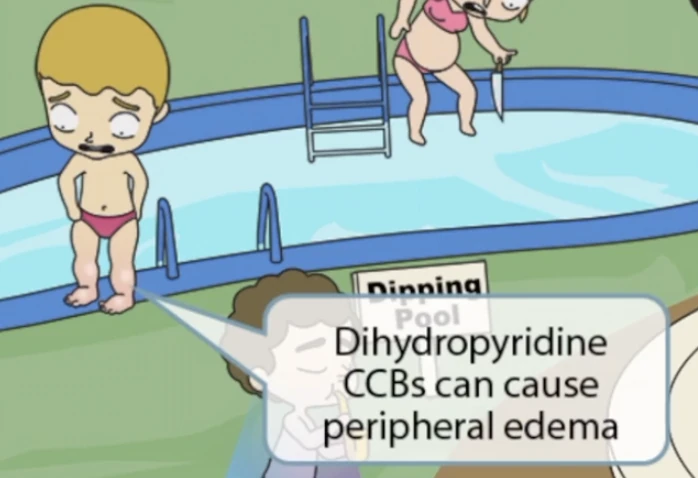 Dipping
Pool
Dihydropyridine
CCBs can cause
peripheral edema